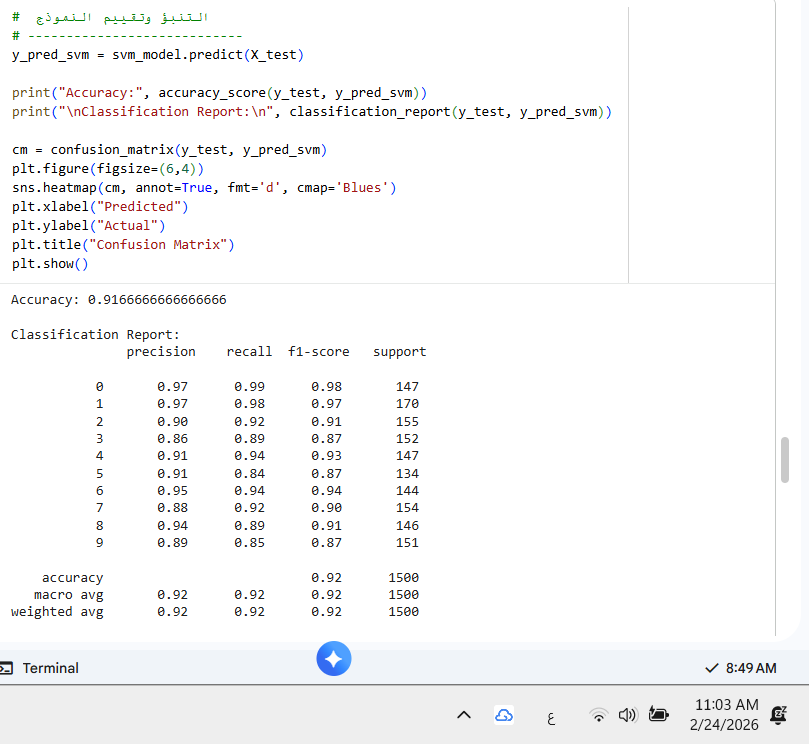 # التنبؤ وتقييم النموذج
# ----------------------------
y_pred_svm = svm_model.predict(X_test)
print("Accuracy:", accuracy_score(y_test, y_pred_svm))
print("\nClassification Report:\n", classification_report(y_test, y_pred_svm))
cm = confusion_matrix(y_test, y_pred_svm)
plt.figure(figsize=(6,4))
sns.heatmap(cm, annot=True, fmt='d', cmap='Blues')
plt.xlabel("Predicted")
plt.ylabel("Actual")
plt.title("Confusion Matrix")
plt.show()
Accuracy: 0.9166666666666666
Classification Report:
precision recall f1-score support
0 0.97 0.99 0.98 147
1 0.97 0.98 0.97 170
2 0.90 0.92 0.91 155
3 0.86 0.89 0.87 152
4 0.91 0.94 0.93 147
5 0.91 0.84 0.87 134
6 0.95 0.94 0.94 144
7 0.88 0.92 0.90 154
8 0.94 0.89 0.91 146
9 0.89 0.85 0.87 151
accuracy 0.92 1500
macro avg 0.92 0.92 0.92 1500
weighted avg 0.92 0.92 0.92 1500
Terminal
8:49 AM
ع
11:03 AM
2/24/2026